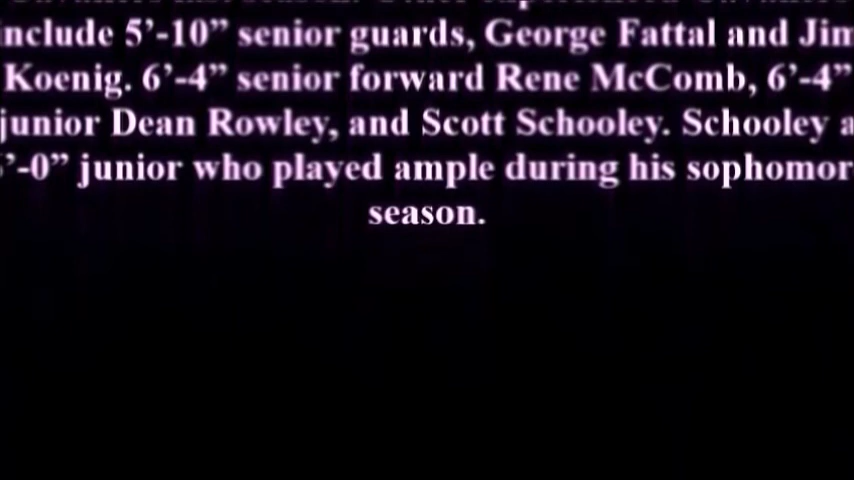 include 5’-10” senior guards, George Fattal and Jim
Koenig. 6’-4” senior forward Rene McComb, 6’-4”
junior Dean Rowley, and Scott Schooley. Schooley a
’-0” junior who played ample during his sophomor
season.